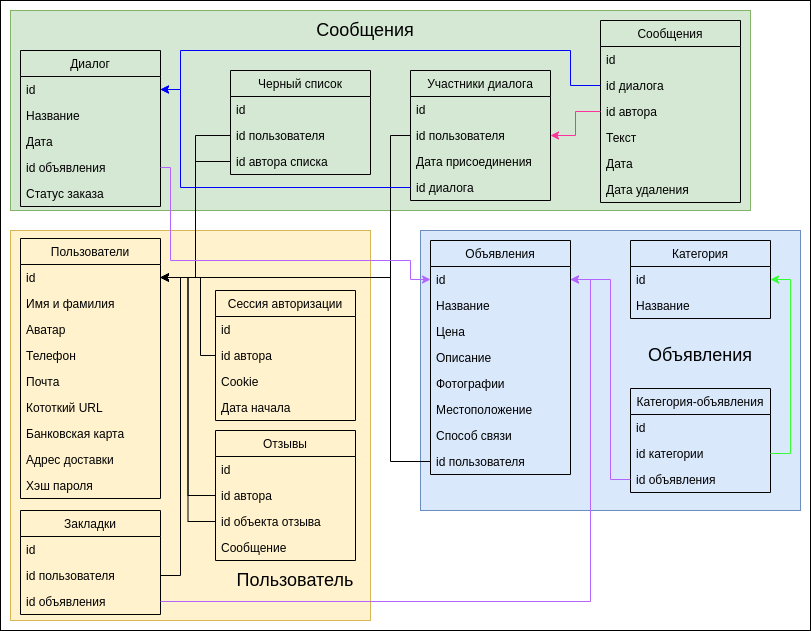 Сообщения
Диалог
id
Название
Дата
id объявления
Статус заказа
Черный список
id
id пользователя
id автора списка
Участники диалога
id
id пользователя
Дата присоединения
id диалога
Сообщения
id
id диалога
id автора
Текст
Дата
Дата удаления
Пользователи
id
Имя и фамилия
Аватар
Телефон
Почта
Кототкий URL
Банковская карта
Адрес доставки
Хэш пароля
Закладки
id
id пользователя
id объявления
Сессия авторизации
id
id автора
Cookie
Дата начала
Отзывы
id
id автора
id объекта отзыва
Сообщение
Пользователь
Объявления
id
Название
Цена
Описание
Фотографии
Местоположение
Способ связи
id пользователя
Категория
id
Название
Объявления
Категория-объявления
id
id категории
id объявления